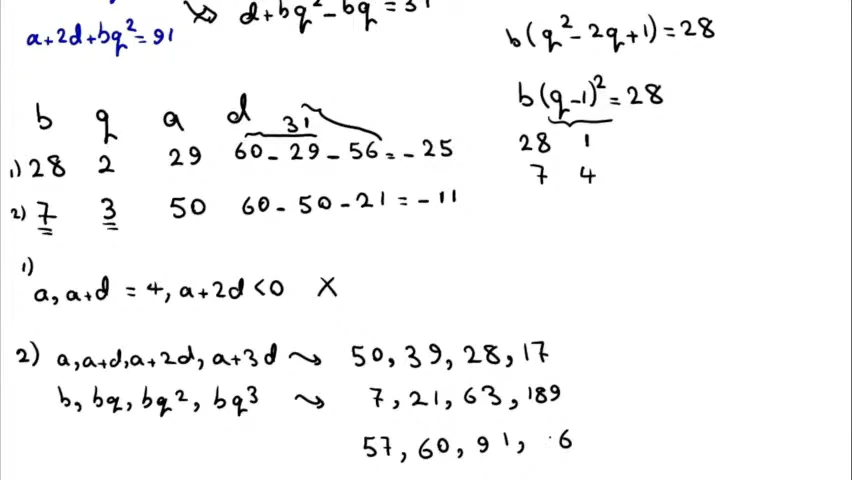 d+bq²-bq=31
a+2d+bq²=91
b(q²-2q+1)=28
b(q-1)²=28
28 1
7 4
b q a d
31
1) 28 2 29 60-29-56=-25
2) 7 3 50 60-50-21=-11
1)
a, a+d = 4, a+2d<0 X
2) a, a+d, a+2d, a+3d ⇝ 50, 39, 28, 17
b, bq, bq², bq³ ⇝ 7, 21, 63, 189
57, 60, 91, 6